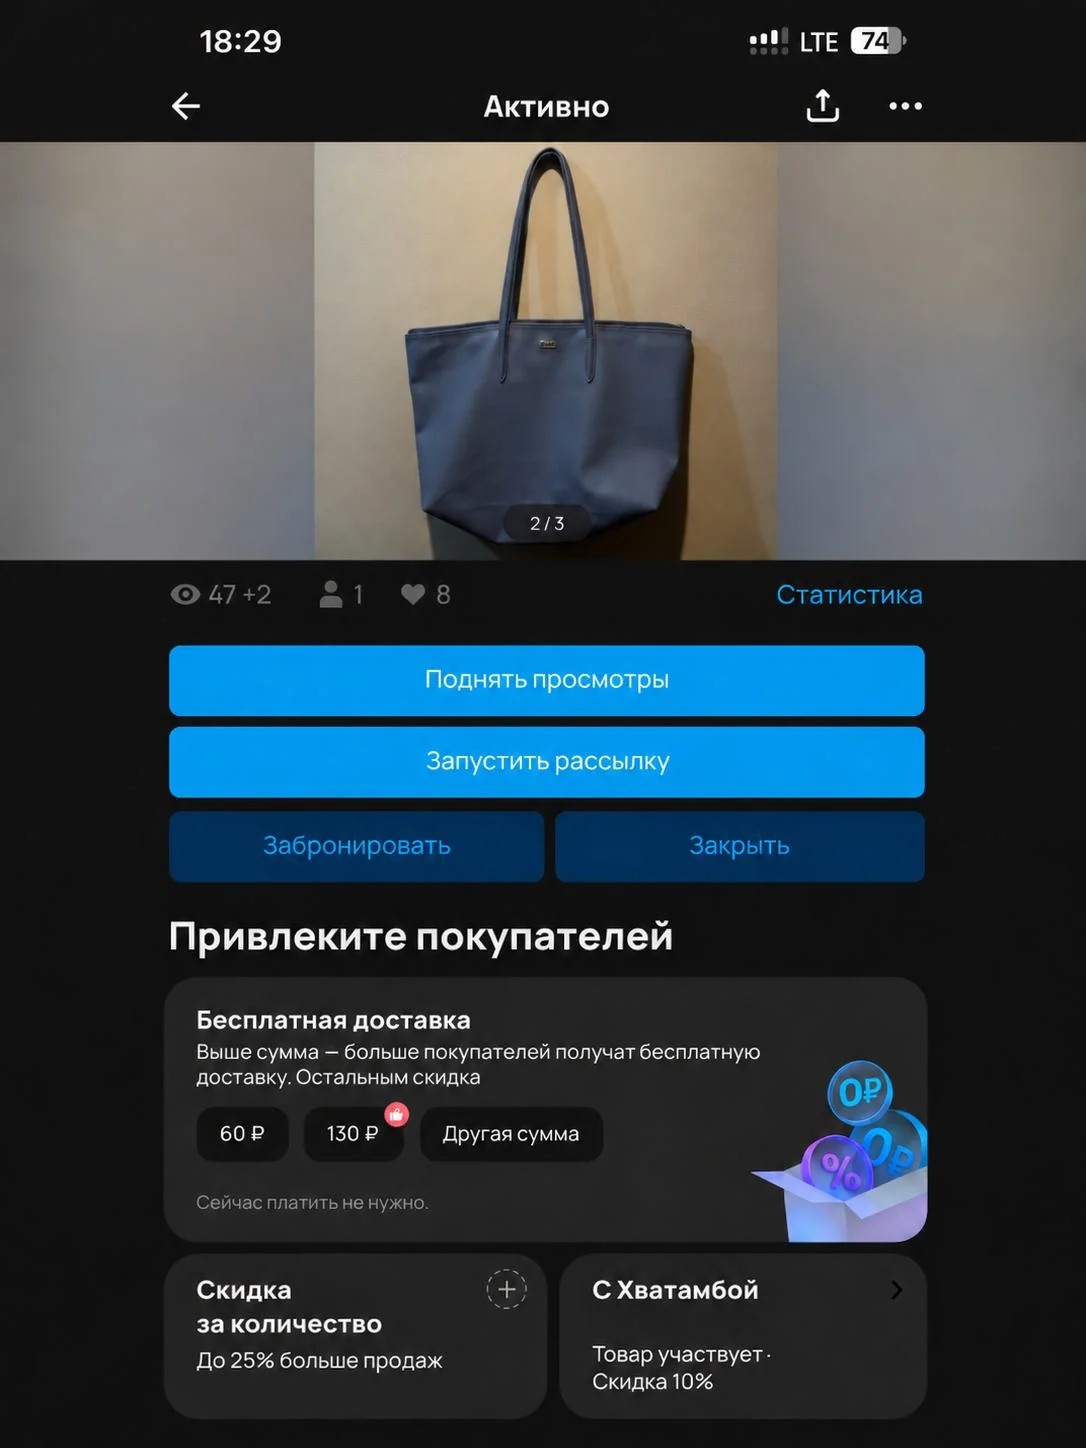 18:29 LTE 74
Активно
2 / 3
47 +2 1 8 Статистика
Поднять просмотры
Запустить рассылку
Забронировать Закрыть
Привлеките покупателей
Бесплатная доставка
Выше сумма — больше покупателей получат бесплатную
доставку. Остальным скидка
60 ₽ 130 ₽ Другая сумма
0₽
0₽
%
Сейчас платить не нужно.
Скидка
за количество
До 25% больше продаж
С Хватамбой
Товар участвует ·
Скидка 10%